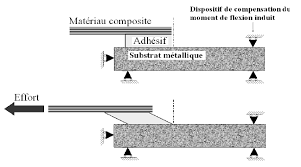 Dispositif de compensation du
moment de flexion induit
Matériau composite
Adhésif
Substrat métallique
Effort